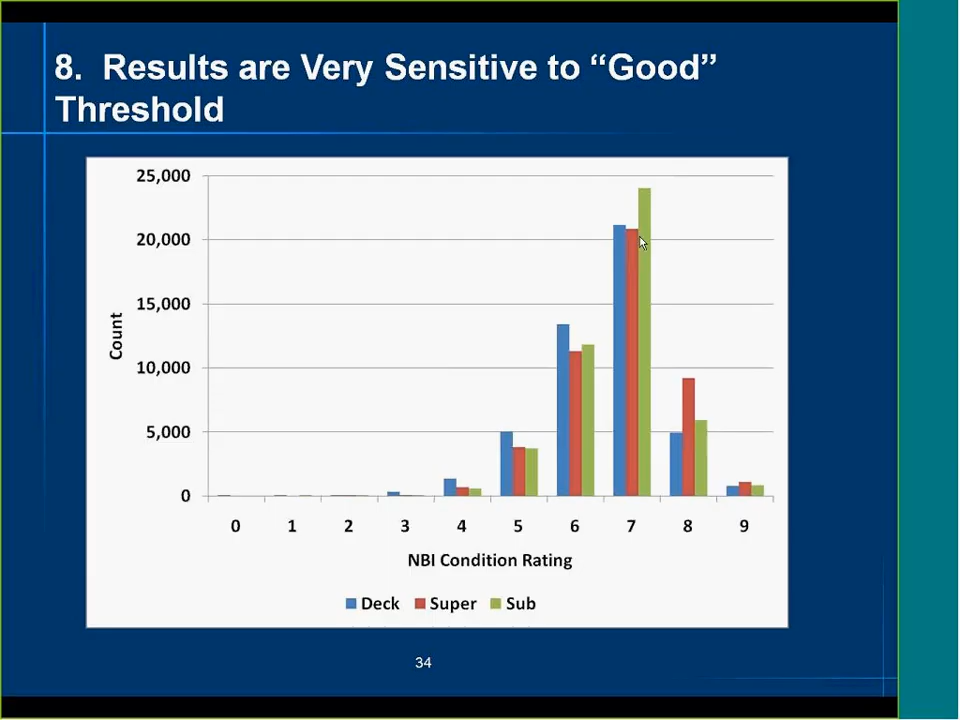 8.  Results are Very Sensitive to “Good”
Threshold
25,000
20,000
15,000
10,000
5,000
0
Count
0 1 2 3 4 5 6 7 8 9
NBI Condition Rating
Deck Super Sub
34